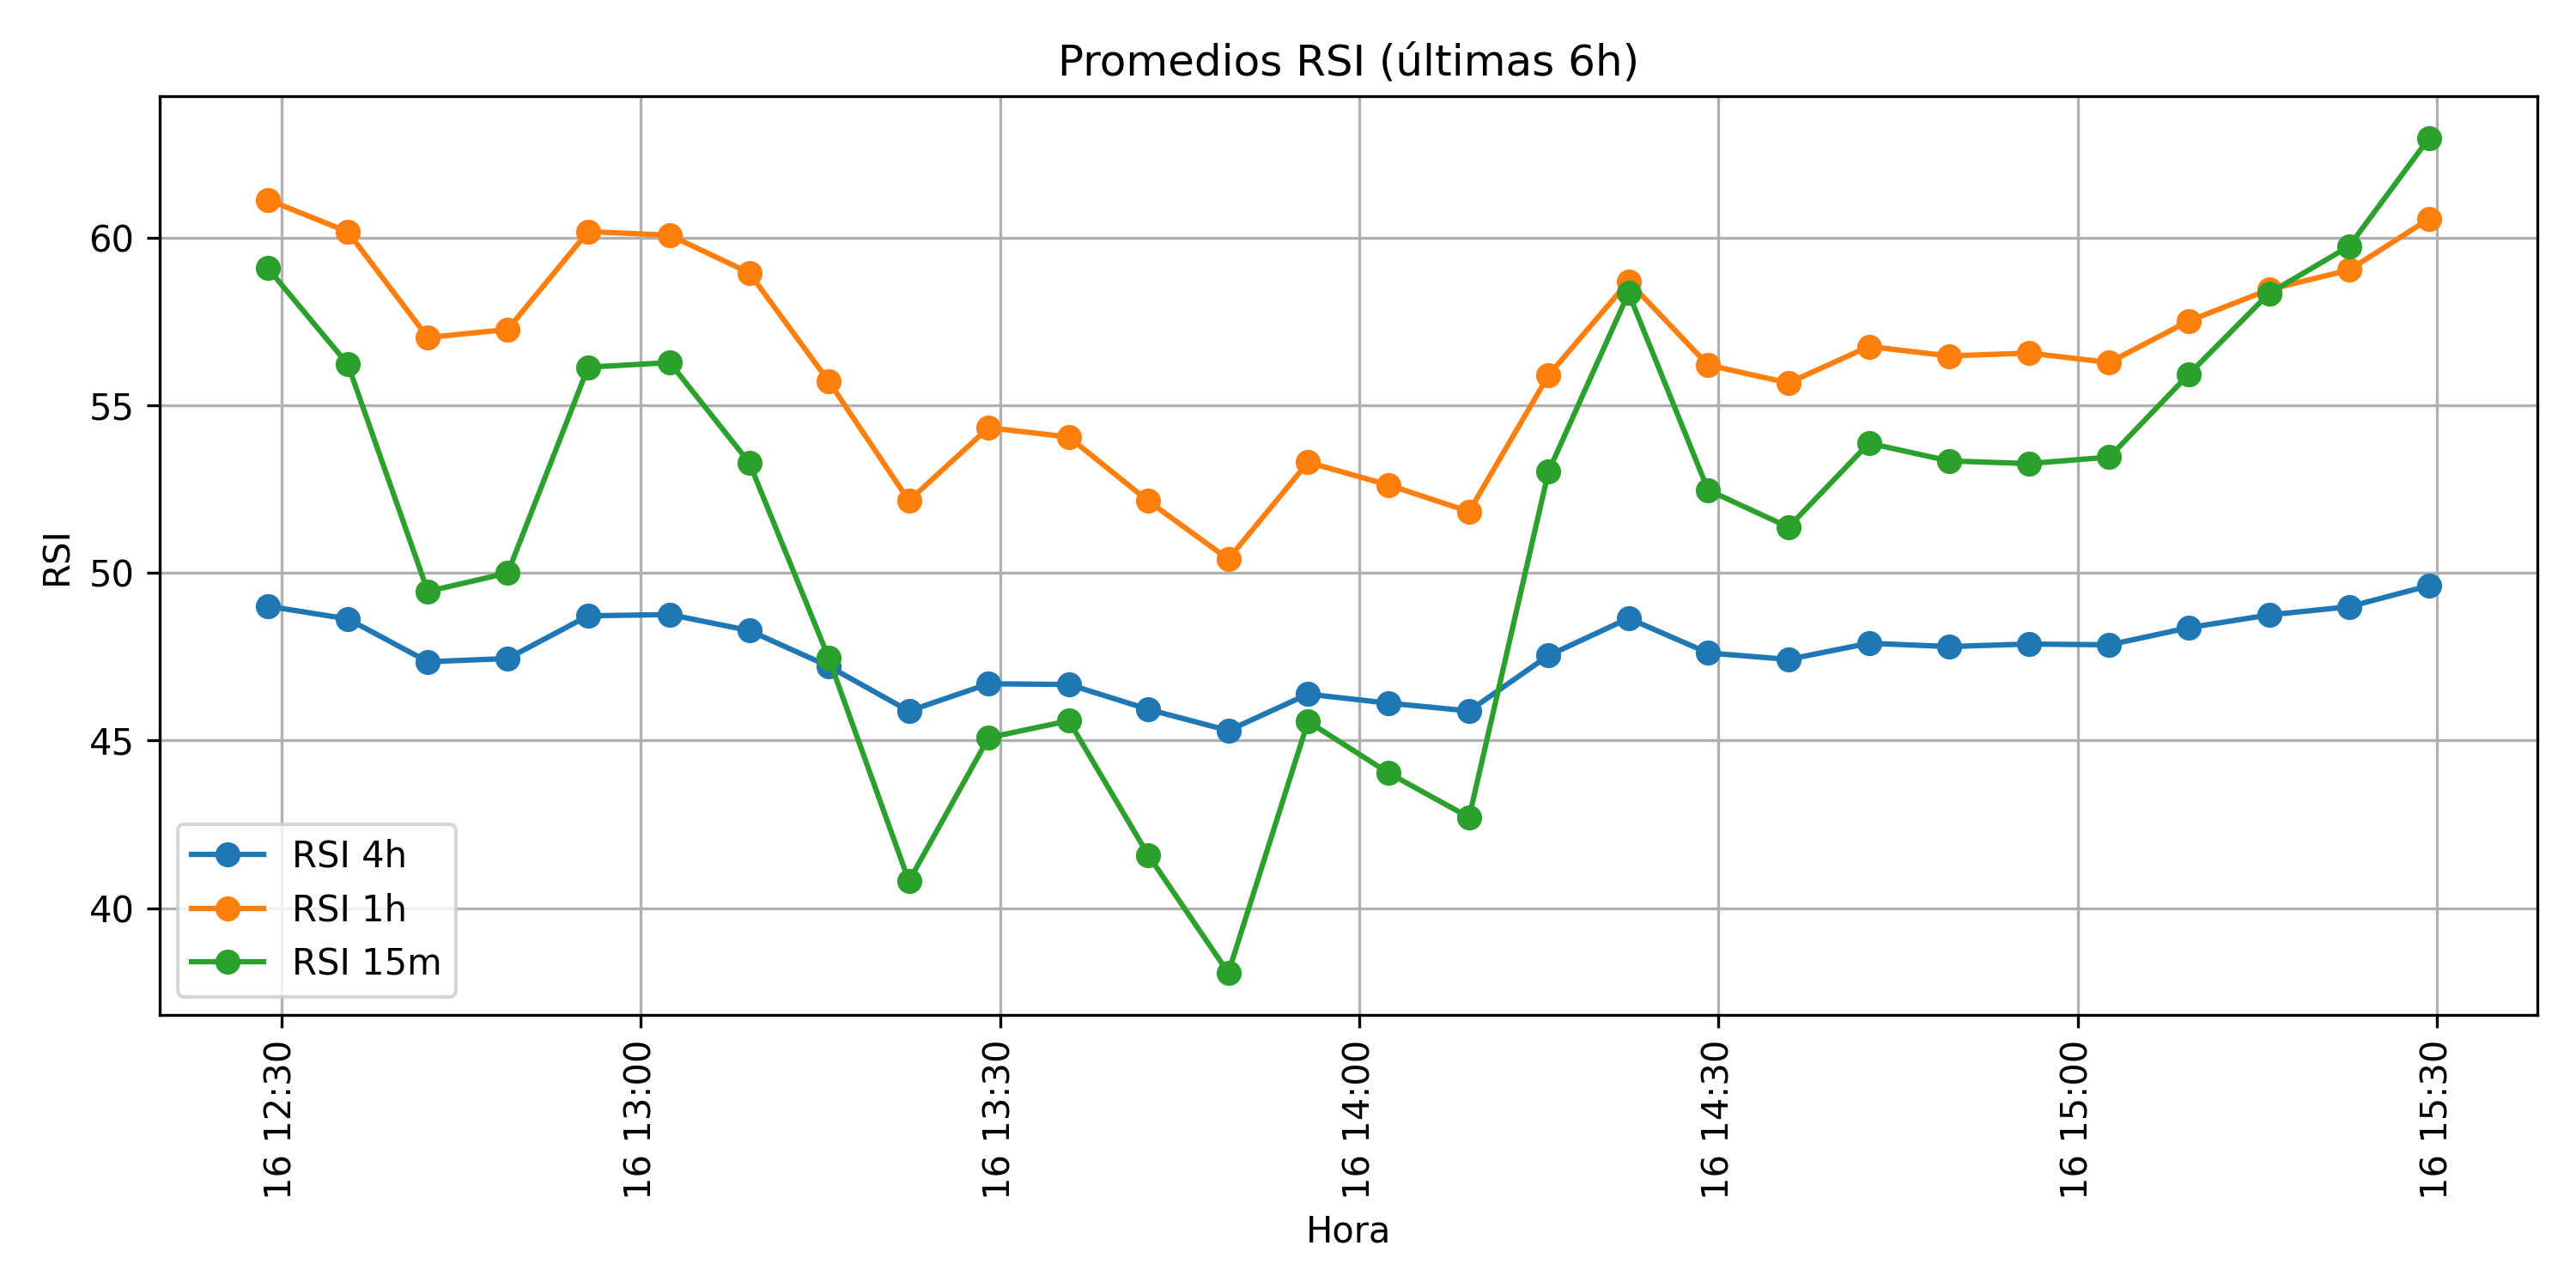 Promedios RSI (últimas 6h)
RSI
60
55
50
45
40
RSI 4h
RSI 1h
RSI 15m
16 12:30
16 13:00
16 13:30
16 14:00
16 14:30
16 15:00
16 15:30
Hora